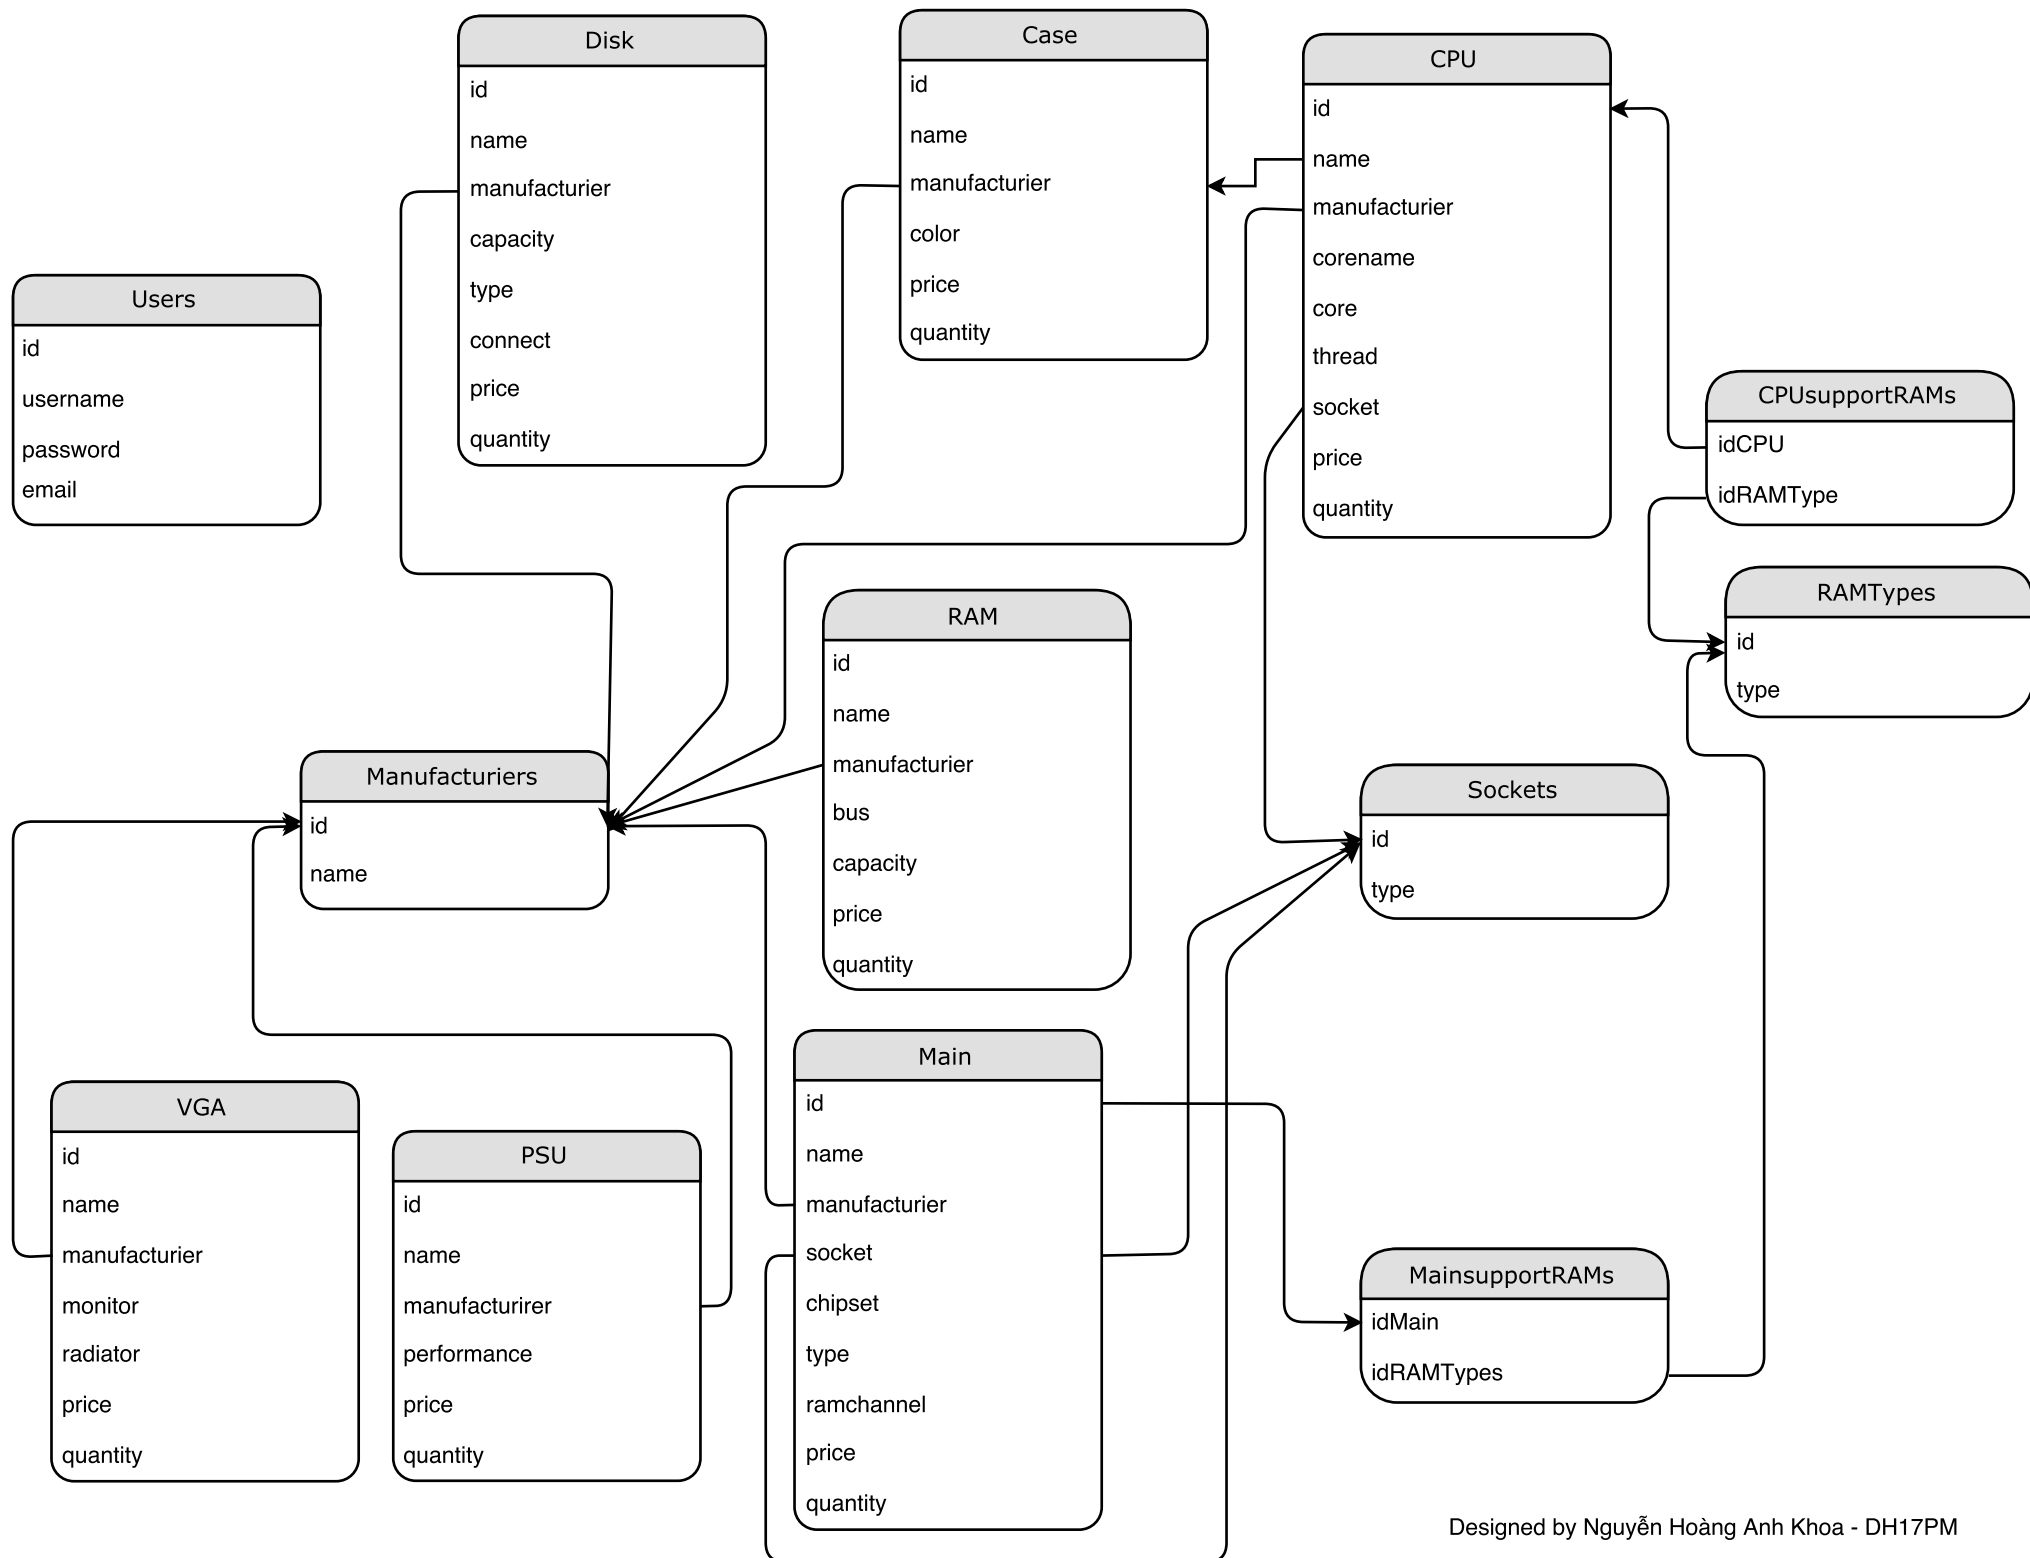 Disk
id
name
manufacturier
capacity
type
connect
price
quantity
Case
id
name
manufacturier
color
price
quantity
CPU
id
name
manufacturier
corename
core
thread
socket
price
quantity
Users
id
username
password
email
CPUsupportRAMs
idCPU
idRAMType
RAMTypes
id
type
RAM
id
name
manufacturier
bus
capacity
price
quantity
Manufacturiers
id
name
Sockets
id
type
VGA
id
name
manufacturier
monitor
radiator
price
quantity
PSU
id
name
manufacturirer
performance
price
quantity
Main
id
name
manufacturier
socket
chipset
type
ramchannel
price
quantity
MainsupportRAMs
idMain
idRAMTypes
Designed by Nguyễn Hoàng Anh Khoa - DH17PM